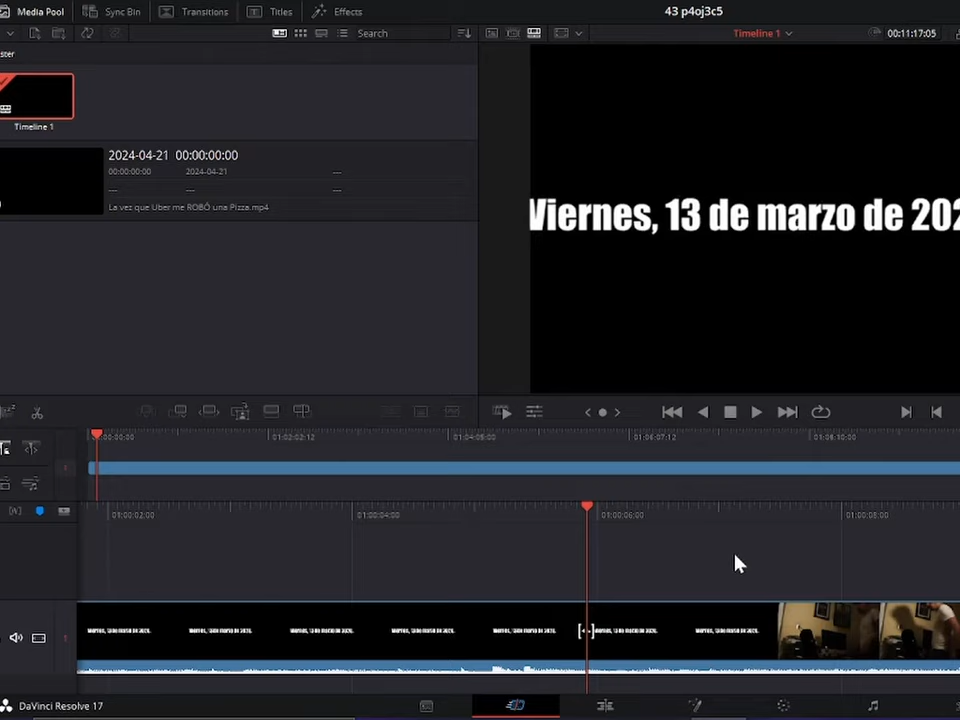 Media Pool
Sync Bin
Transitions
Titles
Effects
43 p4oj3c5
Search
Timeline 1
00:11:17:05
Timeline 1
2024-04-21 00:00:00:00
00:00:00:00 2024-04-21
La vez que Uber me ROBÓ una Pizza.mp4
Viernes, 13 de marzo de 202
01:02:02:12
01:04:05:00
01:06:07:12
01:08:10:00
01:00:02:00
01:00:04:00
01:00:06:00
01:00:08:00
DaVinci Resolve 17